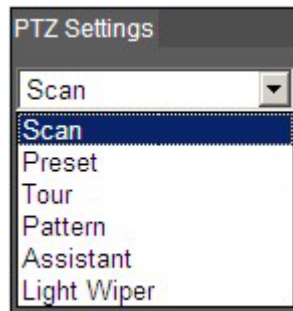 PTZ Settings
Scan
Scan
Preset
Tour
Pattern
Assistant
Light Wiper